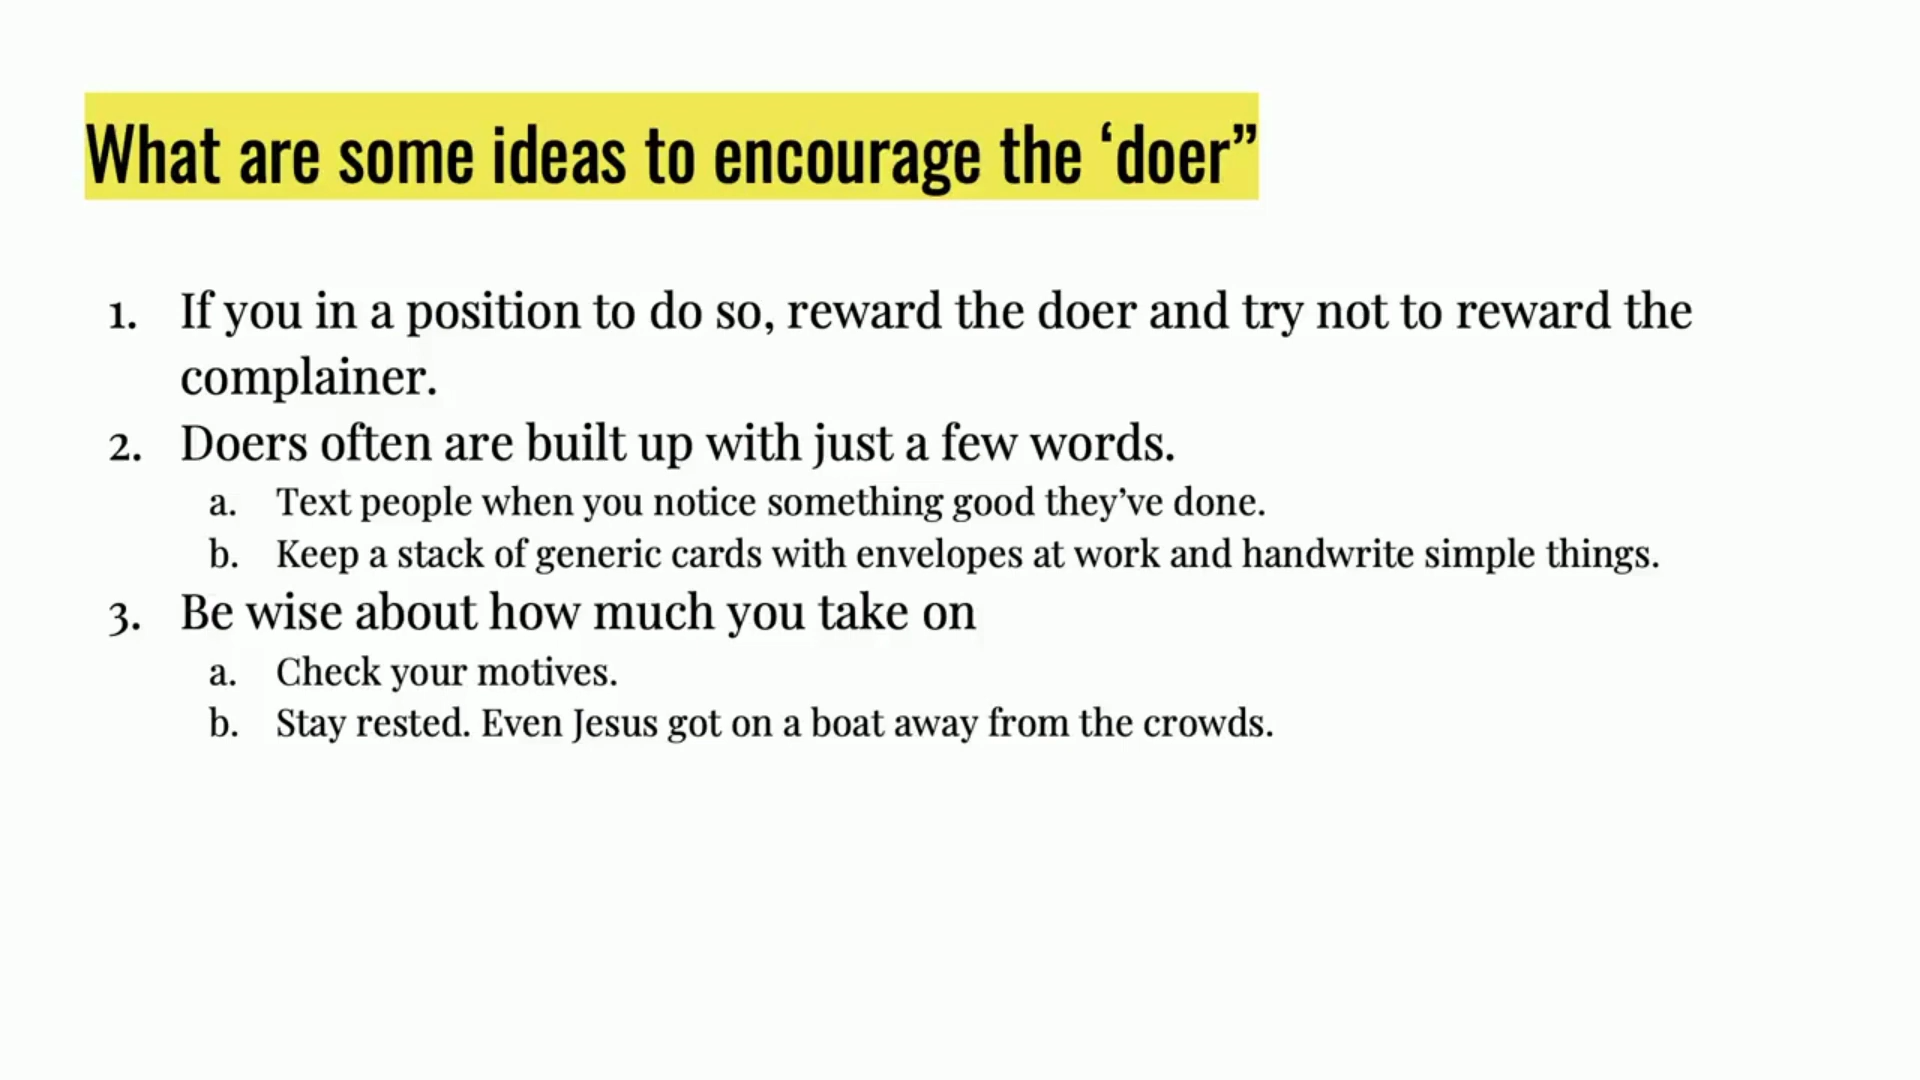 What are some ideas to encourage the ‘doer”
1. If you in a position to do so, reward the doer and try not to reward the
complainer.
2. Doers often are built up with just a few words.
a. Text people when you notice something good they’ve done.
b. Keep a stack of generic cards with envelopes at work and handwrite simple things.
3. Be wise about how much you take on
a. Check your motives.
b. Stay rested. Even Jesus got on a boat away from the crowds.